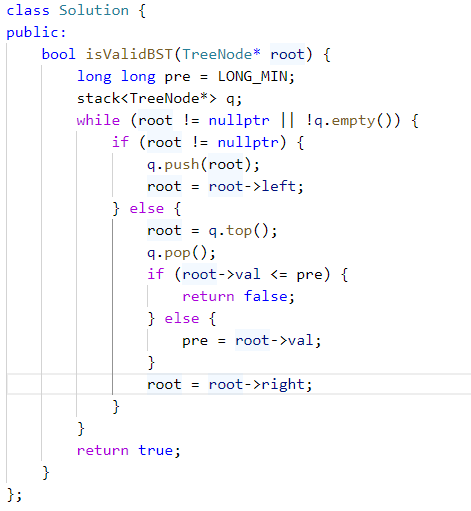 class Solution {
public:
    bool isValidBST(TreeNode* root) {
        long long pre = LONG_MIN;
        stack<TreeNode*> q;
        while (root != nullptr || !q.empty()) {
            if (root != nullptr) {
                q.push(root);
                root = root->left;
            } else {
                root = q.top();
                q.pop();
                if (root->val <= pre) {
                    return false;
                } else {
                    pre = root->val;
                }
                root = root->right;
            }
        }
        return true;
    }
};